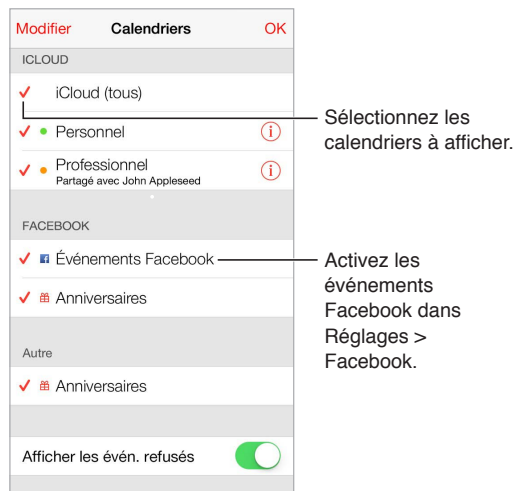 Modifier Calendriers OK
ICLOUD
iCloud (tous)
Personnel
Professionnel
Partagé avec John Appleseed
FACEBOOK
Événements Facebook
Anniversaires
Autre
Anniversaires
Afficher les évén. refusés
Sélectionnez les
calendriers à afficher.
Activez les
événements
Facebook dans
Réglages >
Facebook.